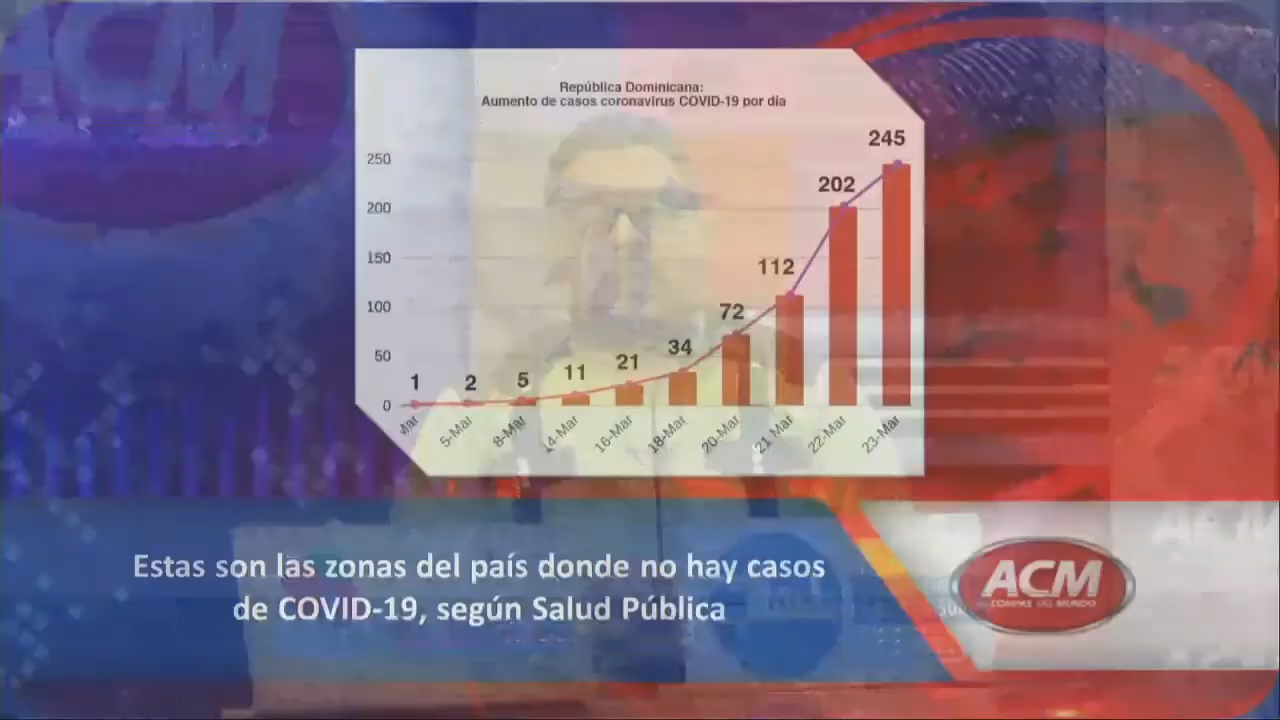 ACM
República Dominicana:
Aumento de casos coronavirus COVID-19 por día
250
200
150
100
50
0
1
2
5
11
21
34
72
112
202
245
Mar
5-Mar
8-Mar
14-Mar
16-Mar
18-Mar
20-Mar
21 Mar
22-Mar
23-Mar
Estas son las zonas del país donde no hay casos
de COVID-19, según Salud Pública
ACM